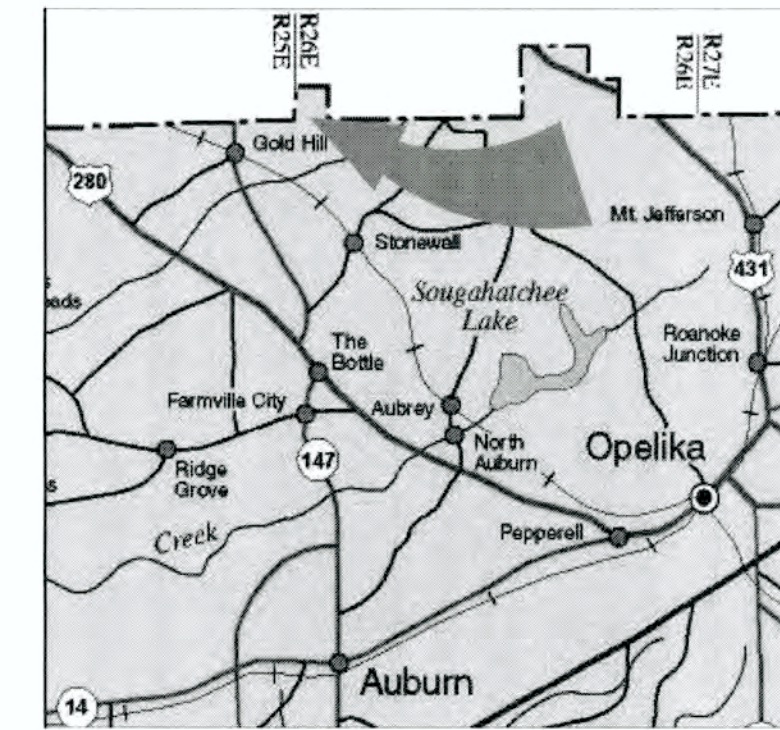 R26E
R25E
R27E
R26E
Gold Hill
280
Mt. Jefferson
Stonewall
431
Sougahatchee
Lake
Roanoke
Junction
The
Bottle
Farmville City
Aubrey
North
Auburn
Opelika
147
Ridge
Grove
Creek
Pepperell
Auburn
14